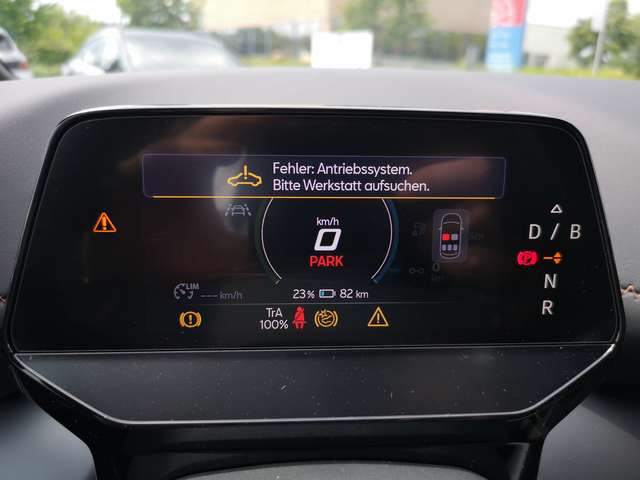 Fehler: Antriebssystem.
Bitte Werkstatt aufsuchen.
km/h
0
PARK
D / B
P
N
R
LIM
--- km/h
23 % 82 km
TrA
100%